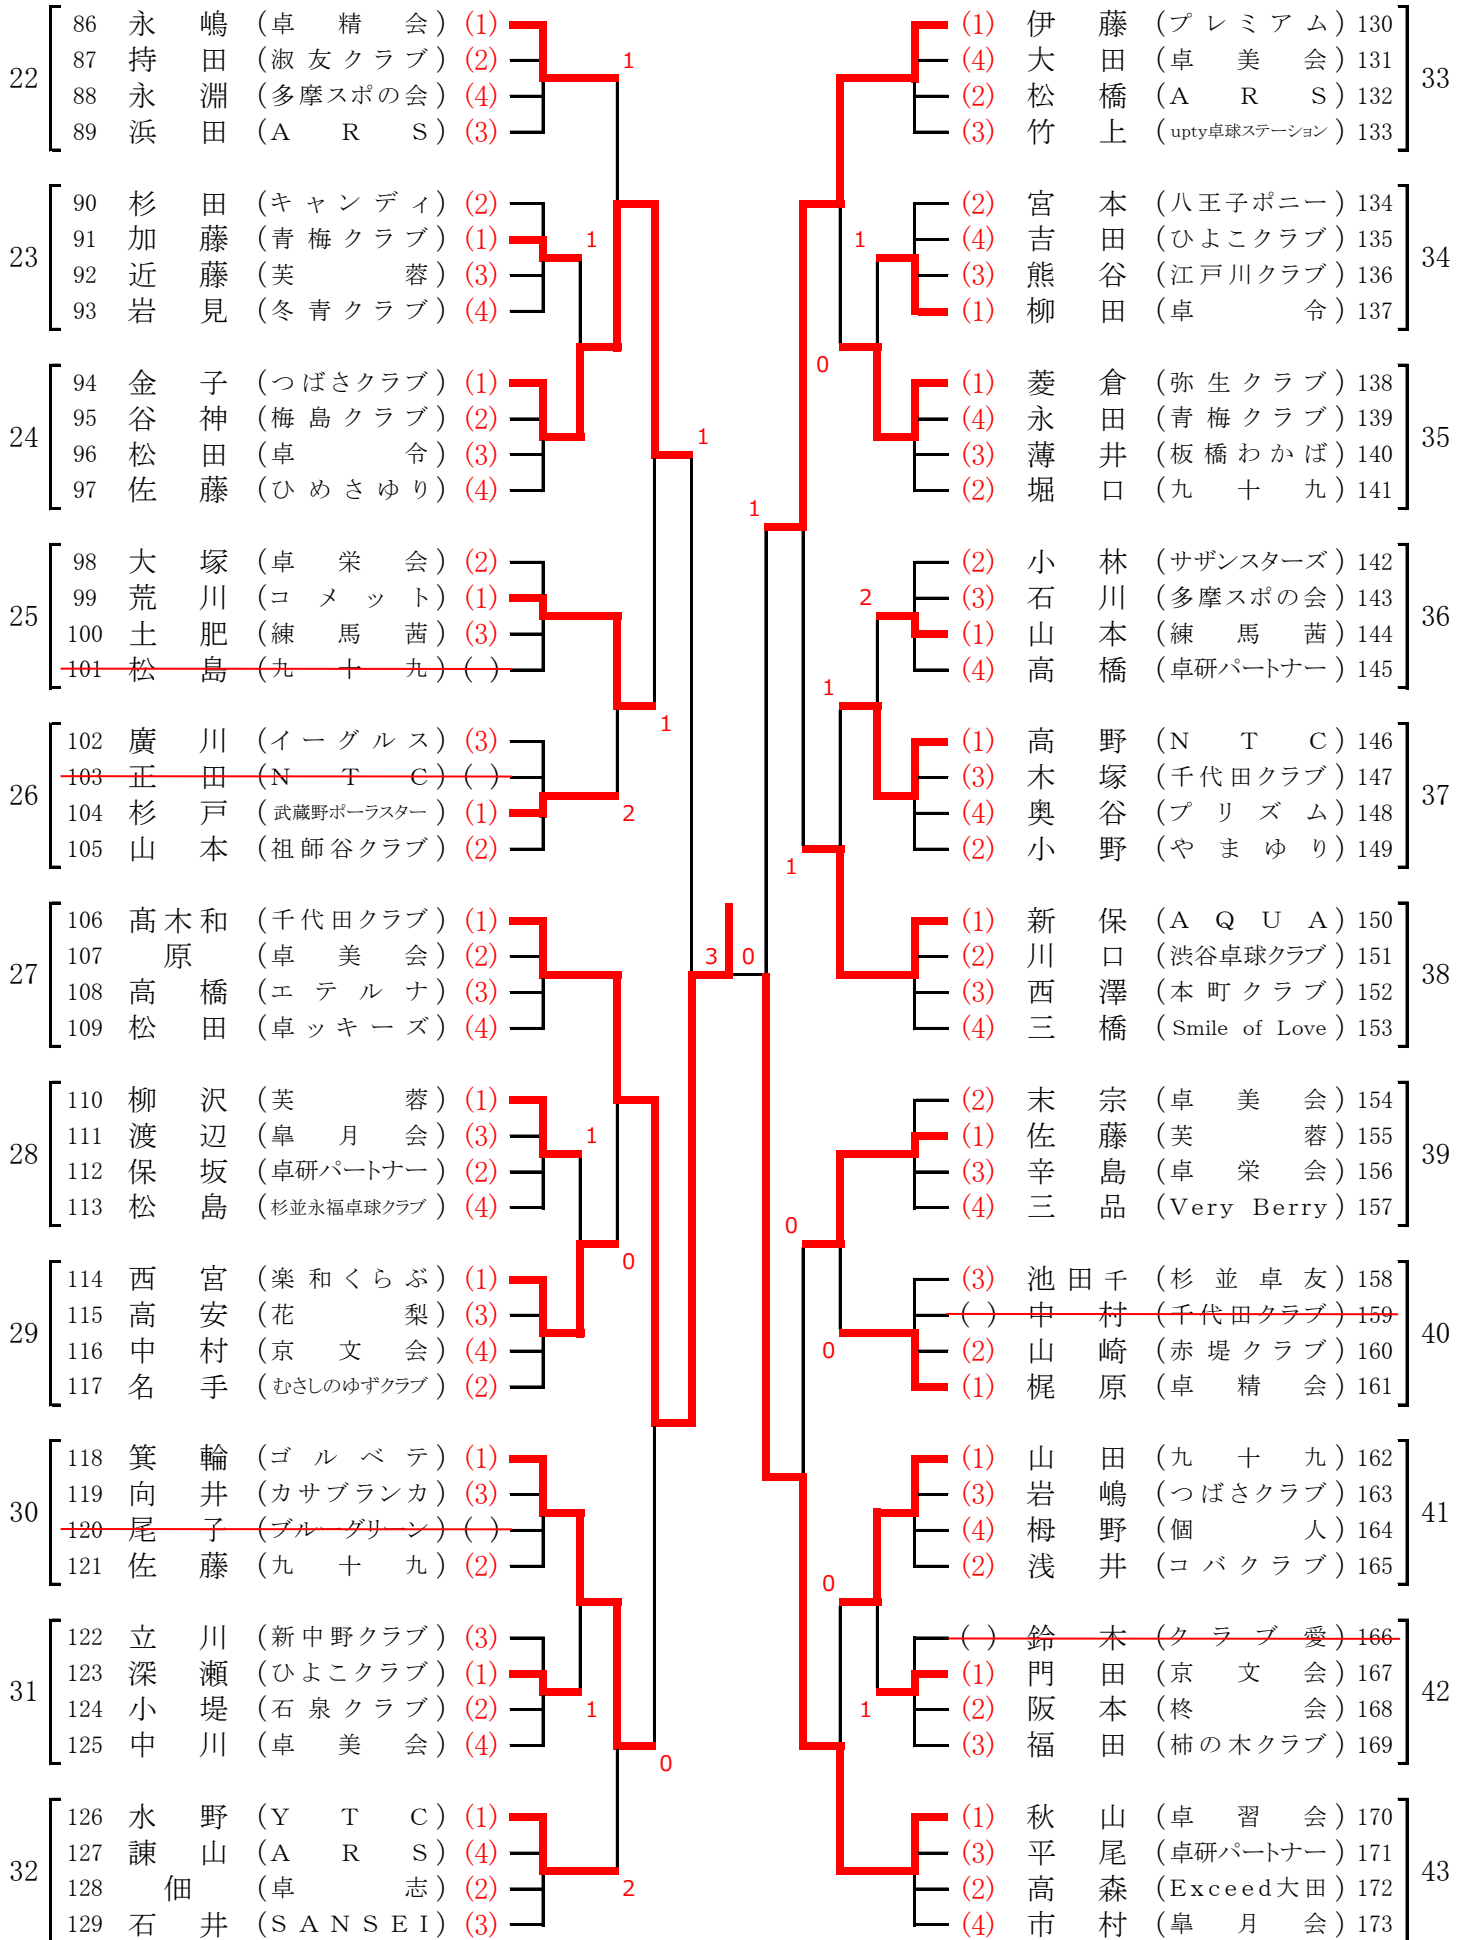 22
86 永嶋 (卓精会) (1)
87 持田 (淑友クラブ) (2)
88 永淵 (多摩スポの会) (4)
89 浜田 (ARS) (3)
1
23
90 杉田 (キャンディ) (2)
91 加藤 (青梅クラブ) (1)
92 近藤 (芙蓉) (3)
93 岩見 (冬青クラブ) (4)
1
24
94 金子 (つばさクラブ) (1)
95 谷神 (梅島クラブ) (2)
96 松田 (卓令) (3)
97 佐藤 (ひめさゆり) (4)
1
25
98 大塚 (卓栄会) (2)
99 荒川 (コメット) (1)
100 土肥 (練馬茜) (3)
101 松島 (九十九) ( )
1
26
102 廣川 (イーグルス) (3)
103 正田 (NTC) ( )
104 杉戸 (武蔵野ポーラスター) (1)
105 山本 (祖師谷クラブ) (2)
2
27
106 髙木和 (千代田クラブ) (1)
107 原 (卓美会) (2)
108 高橋 (エテルナ) (3)
109 松田 (卓ッキーズ) (4)
3 0
28
110 柳沢 (芙蓉) (1)
111 渡辺 (皐月会) (3)
112 保坂 (卓研パートナー) (2)
113 松島 (杉並永福卓球クラブ) (4)
1
0
29
114 西宮 (楽和くらぶ) (1)
115 高安 (花梨) (3)
116 中村 (京文会) (4)
117 名手 (むさしのゆずクラブ) (2)
30
118 箕輪 (ゴルベテ) (1)
119 向井 (カサブランカ) (3)
120 尾子 (ブルーグリーン) ( )
121 佐藤 (九十九) (2)
31
122 立川 (新中野クラブ) (3)
123 深瀬 (ひよこクラブ) (1)
124 小堤 (石泉クラブ) (2)
125 中川 (卓美会) (4)
1
0
32
126 水野 (YTC) (1)
127 諌山 (ARS) (4)
128 佃 (卓志) (2)
129 石井 (SANSEI) (3)
2
(1) 伊藤 (プレミアム) 130
(4) 大田 (卓美会) 131
(2) 松橋 (ARS) 132
(3) 竹上 (upty卓球ステーション) 133
33
(2) 宮本 (八王子ポニー) 134
(4) 吉田 (ひよこクラブ) 135
(3) 熊谷 (江戸川クラブ) 136
(1) 柳田 (卓令) 137
34
1
0
(1) 菱倉 (弥生クラブ) 138
(4) 永田 (青梅クラブ) 139
(3) 薄井 (板橋わかば) 140
(2) 堀口 (九十九) 141
35
1
(2) 小林 (サザンスターズ) 142
(3) 石川 (多摩スポの会) 143
(1) 山本 (練馬茜) 144
(4) 高橋 (卓研パートナー) 145
36
2
1
(1) 高野 (NTC) 146
(3) 木塚 (千代田クラブ) 147
(4) 奥谷 (プリズム) 148
(2) 小野 (やまゆり) 149
37
1
(1) 新保 (AQUA) 150
(2) 川口 (渋谷卓球クラブ) 151
(3) 西澤 (本町クラブ) 152
(4) 三橋 (Smile of Love) 153
38
(2) 末宗 (卓美会) 154
(1) 佐藤 (芙蓉) 155
(3) 辛島 (卓栄会) 156
(4) 三品 (Very Berry) 157
39
0
(3) 池田千 (杉並卓友) 158
( ) 中村 (千代田クラブ) 159
(2) 山崎 (赤堤クラブ) 160
(1) 梶原 (卓精会) 161
40
0
(1) 山田 (九十九) 162
(3) 岩嶋 (つばさクラブ) 163
(4) 栂野 (個人) 164
(2) 浅井 (コバクラブ) 165
41
0
( ) 鈴木 (クラブ愛) 166
(1) 門田 (京文会) 167
(2) 阪本 (柊会) 168
(3) 福田 (柿の木クラブ) 169
42
1
(1) 秋山 (卓習会) 170
(3) 平尾 (卓研パートナー) 171
(2) 高森 (Exceed大田) 172
(4) 市村 (皐月会) 173
43